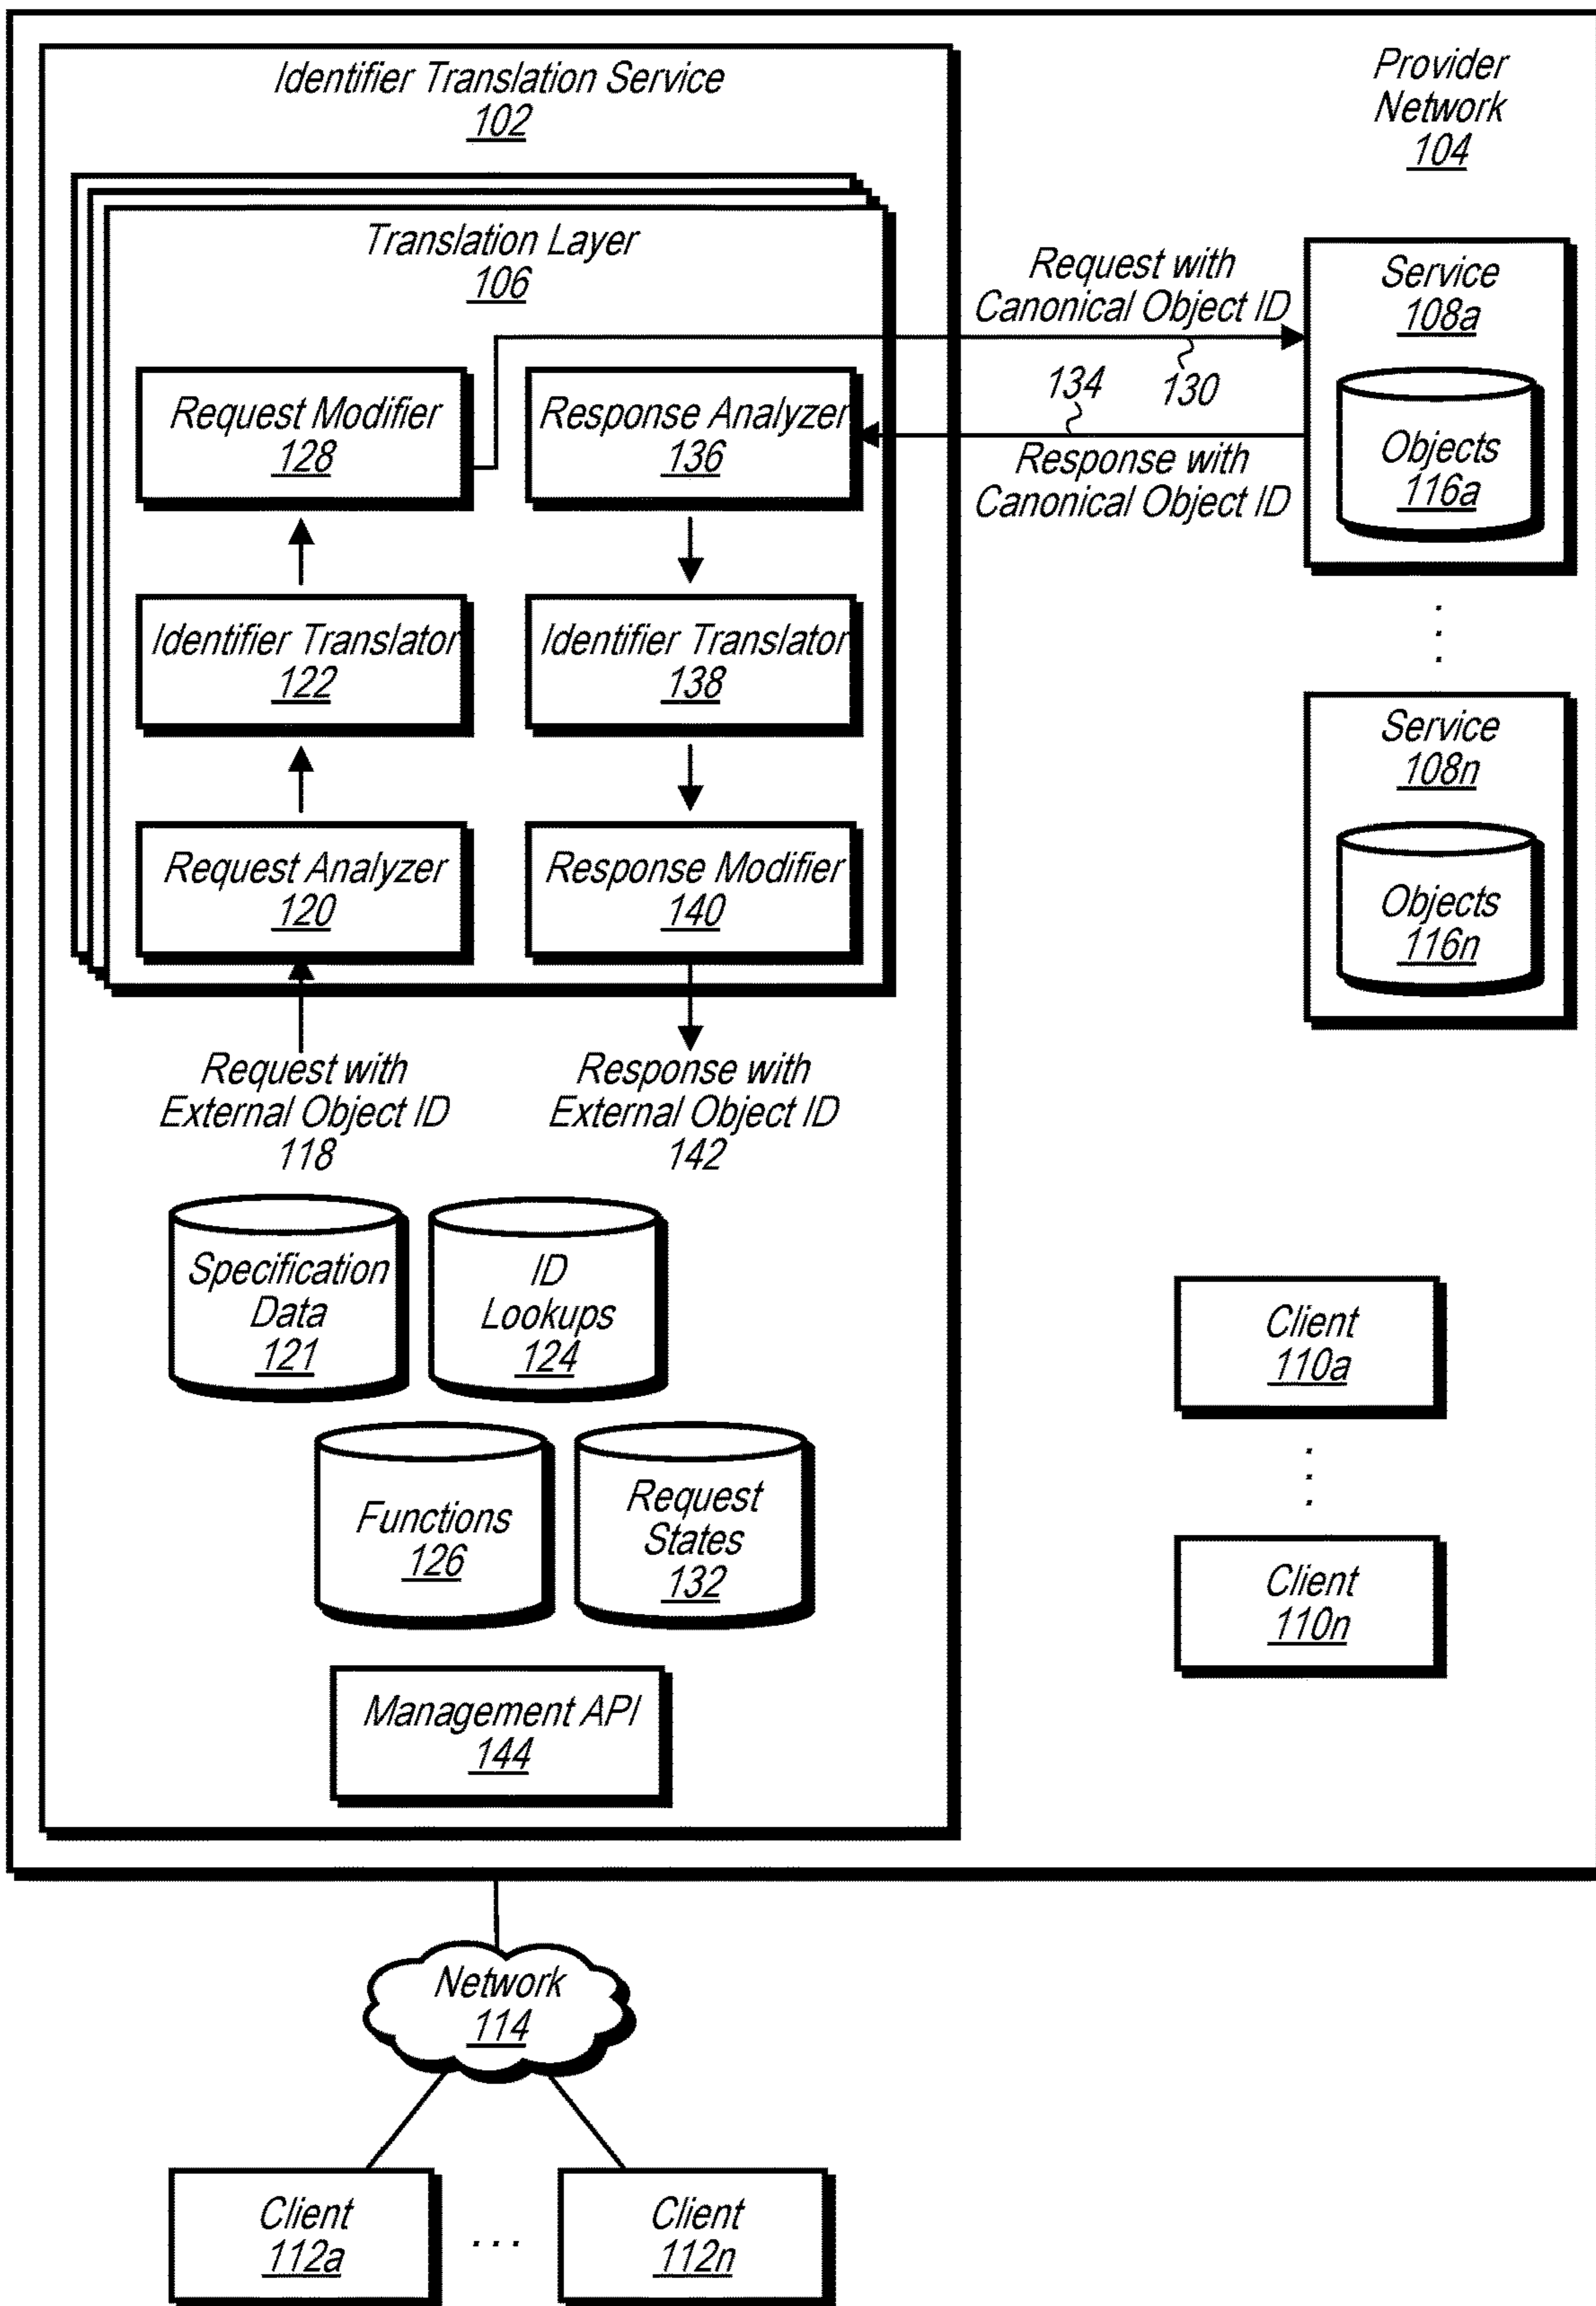 Identifier Translation Service
102
Provider
Network
104
Translation Layer
106
Request with
Canonical Object ID
130
134
Response with
Canonical Object ID
Service
108a
Objects
116a
Request Modifier
128
Response Analyzer
136
Identifier Translator
122
Identifier Translator
138
Request Analyzer
120
Response Modifier
140
.
.
.
Service
108n
Objects
116n
Request with
External Object ID
118
Response with
External Object ID
142
Specification
Data
121
ID
Lookups
124
Functions
126
Request
States
132
Management API
144
Client
110a
.
.
.
Client
110n
Network
114
Client
112a
...
Client
112n